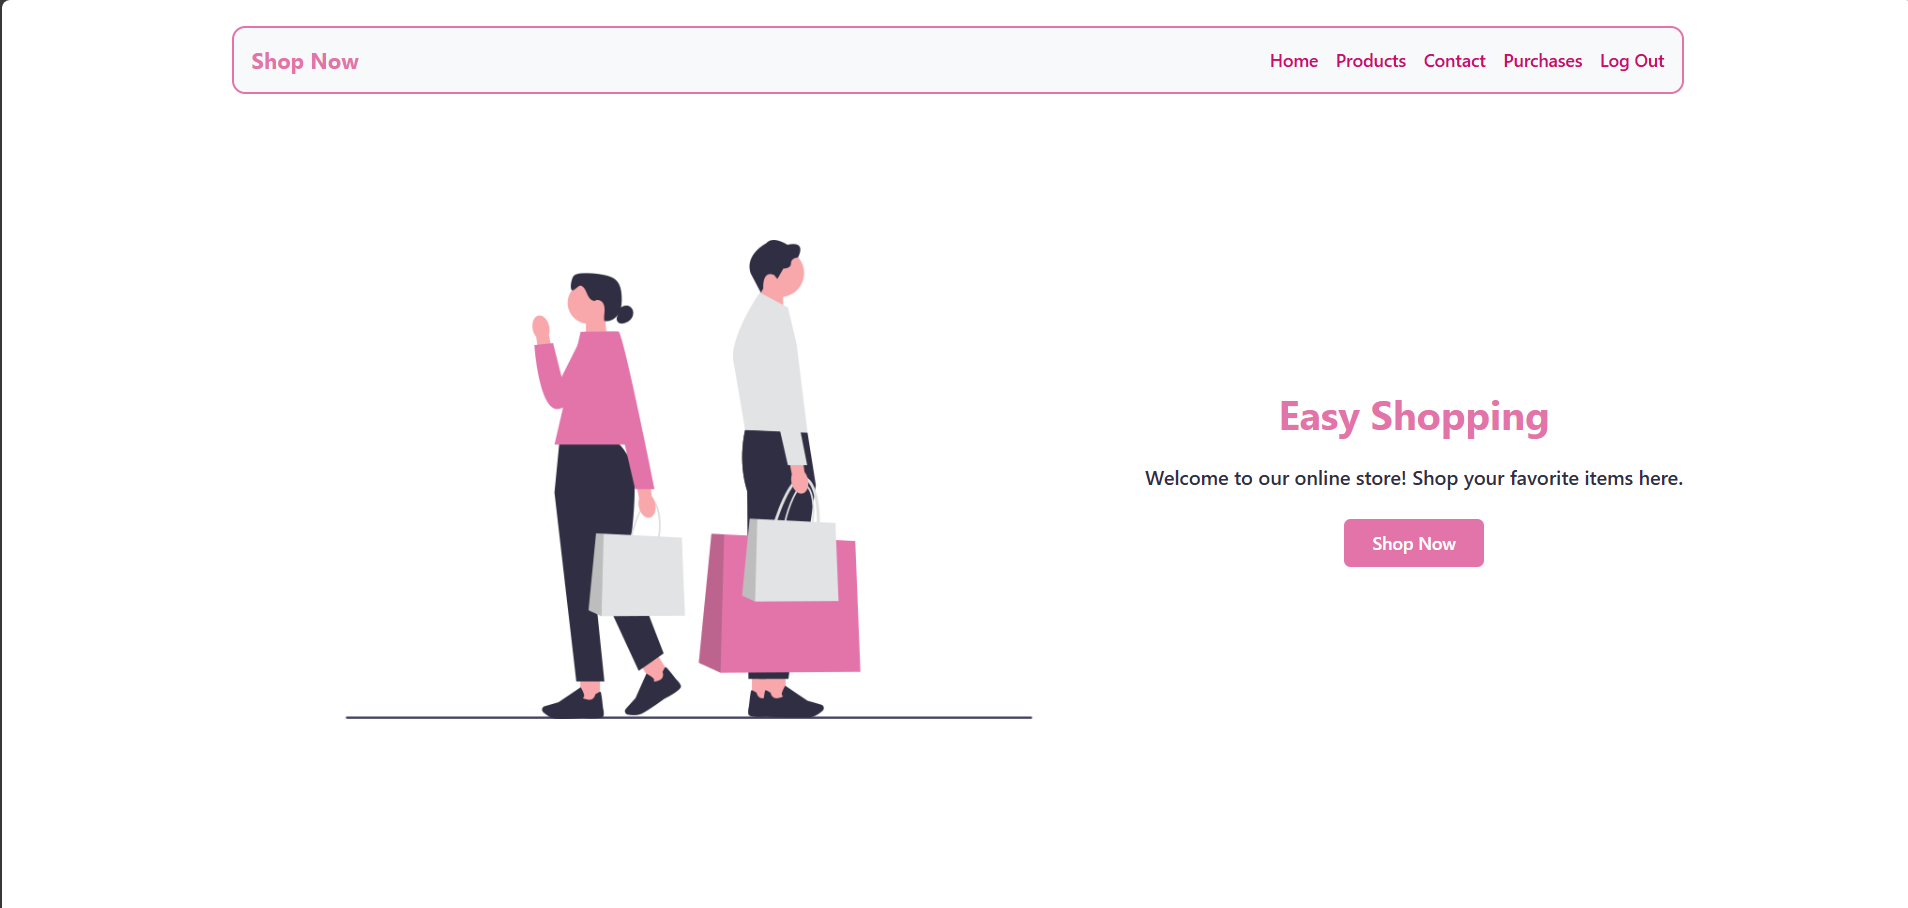 Shop Now
Home Products Contact Purchases Log Out
Easy Shopping
Welcome to our online store! Shop your favorite items here.
Shop Now